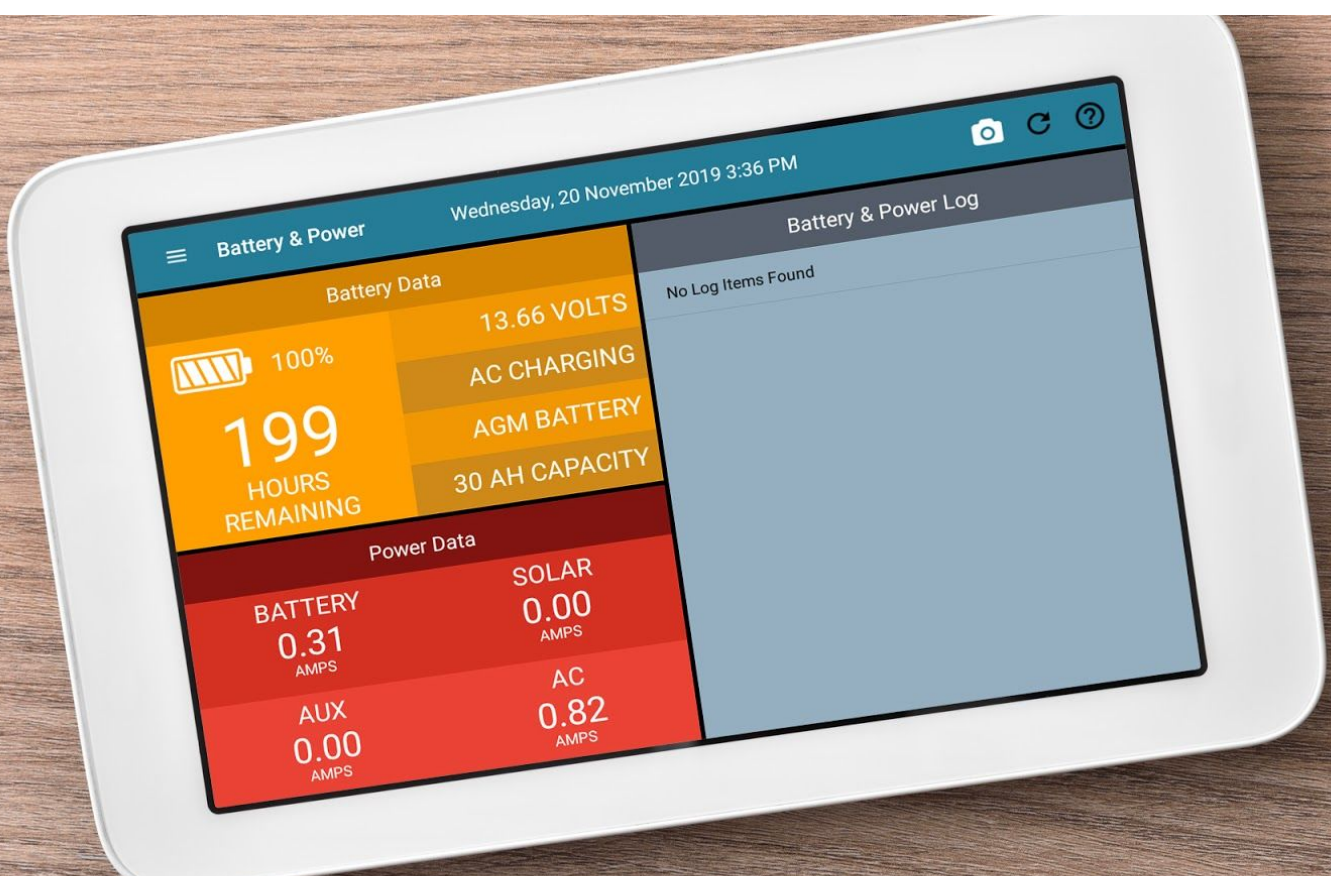 Battery & Power
Wednesday, 20 November 2019 3:36 PM
Battery Data
100%
199
HOURS
REMAINING
13.66 VOLTS
AC CHARGING
AGM BATTERY
30 AH CAPACITY
Power Data
BATTERY
0.31
AMPS
SOLAR
0.00
AMPS
AUX
0.00
AMPS
AC
0.82
AMPS
Battery & Power Log
No Log Items Found